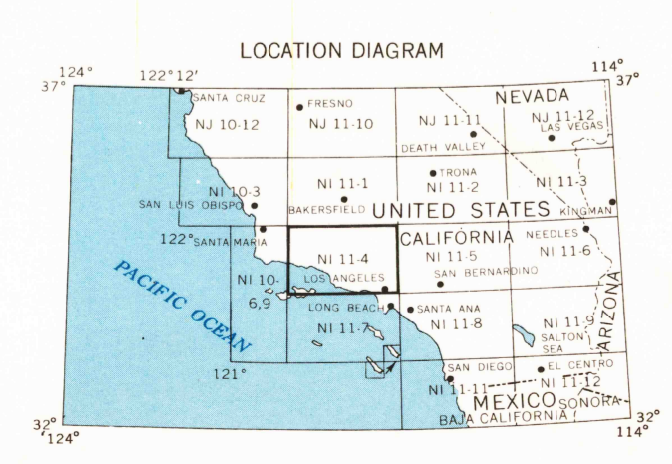 LOCATION DIAGRAM
124° 122°12' 114°
37° 37°
SANTA CRUZ
NJ 10-12
FRESNO
NJ 11-10
NEVADA
NJ 11-11
DEATH VALLEY
NJ 11-12
LAS VEGAS
NI 10-3
SAN LUIS OBISPO
NI 11-1
BAKERSFIELD
TRONA
NI 11-2
NI 11-3
KINGMAN
UNITED STATES
122°
SANTA MARIA
NI 11-4
LOS ANGELES
CALIFORNIA
NI 11-5
SAN BERNARDINO
NEEDLES
NI 11-6
PACIFIC OCEAN
NI 10-
6,9
LONG BEACH
NI 11-7
SANTA ANA
NI 11-8
NI 11-9
SALTON
SEA
ARIZONA
121°
SAN DIEGO
NI 11-11
EL CENTRO
NI 11-12
MEXICO
SONORA
BAJA CALIFORNIA
32° 32°
124° 114°